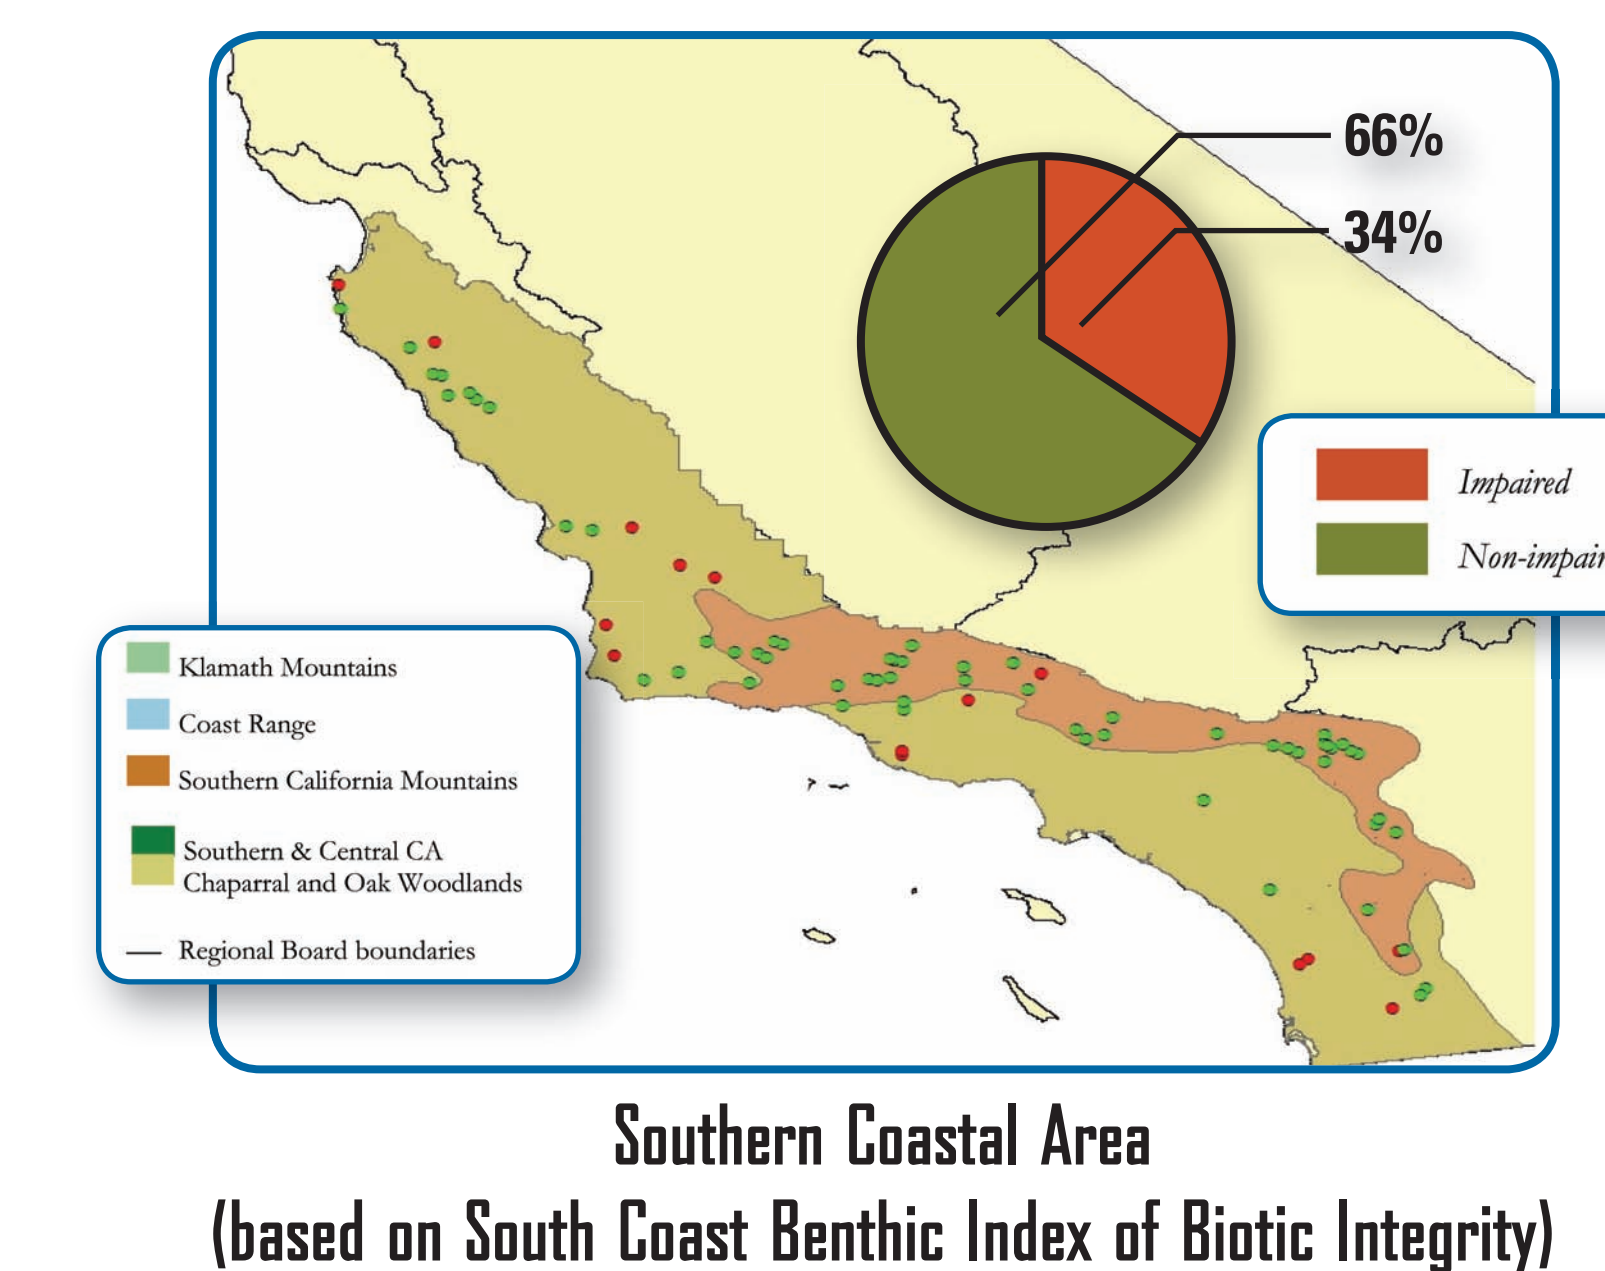 66%
34%
Impaired
Klamath Mountains
Coast Range
Southern California Mountains
Southern & Central CA
Chaparral and Oak Woodlands
Regional Board boundaries
Southern Coastal Area
(based on South Coast Benthic Index of Biotic Integrity)